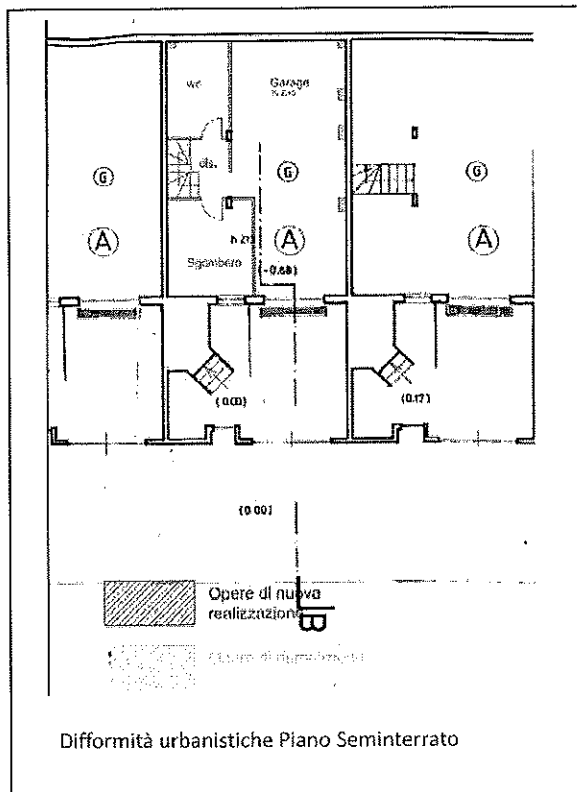 wc
Garage
dis.
G
G
G
A
A
A
Sgombero
(-0.68)
(0.00)
(0.17)
(0.00)
Opere di nuova
realizzazione
B
Difformità urbanistiche Piano Seminterrato